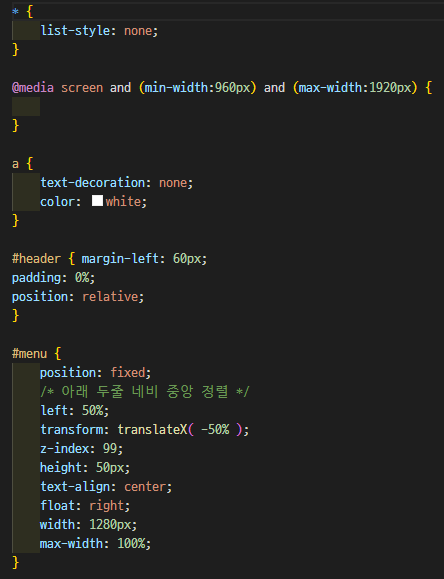 * {
    list-style: none;
}

@media screen and (min-width:960px) and (max-width:1920px) {

}

a {
    text-decoration: none;
    color: white;
}

#header { margin-left: 60px;
padding: 0%;
position: relative;
}

#menu {
    position: fixed;
    /* 아래 두줄 네비 중앙 정렬 */
    left: 50%;
    transform: translateX( -50% );
    z-index: 99;
    height: 50px;
    text-align: center;
    float: right;
    width: 1280px;
    max-width: 100%;
}